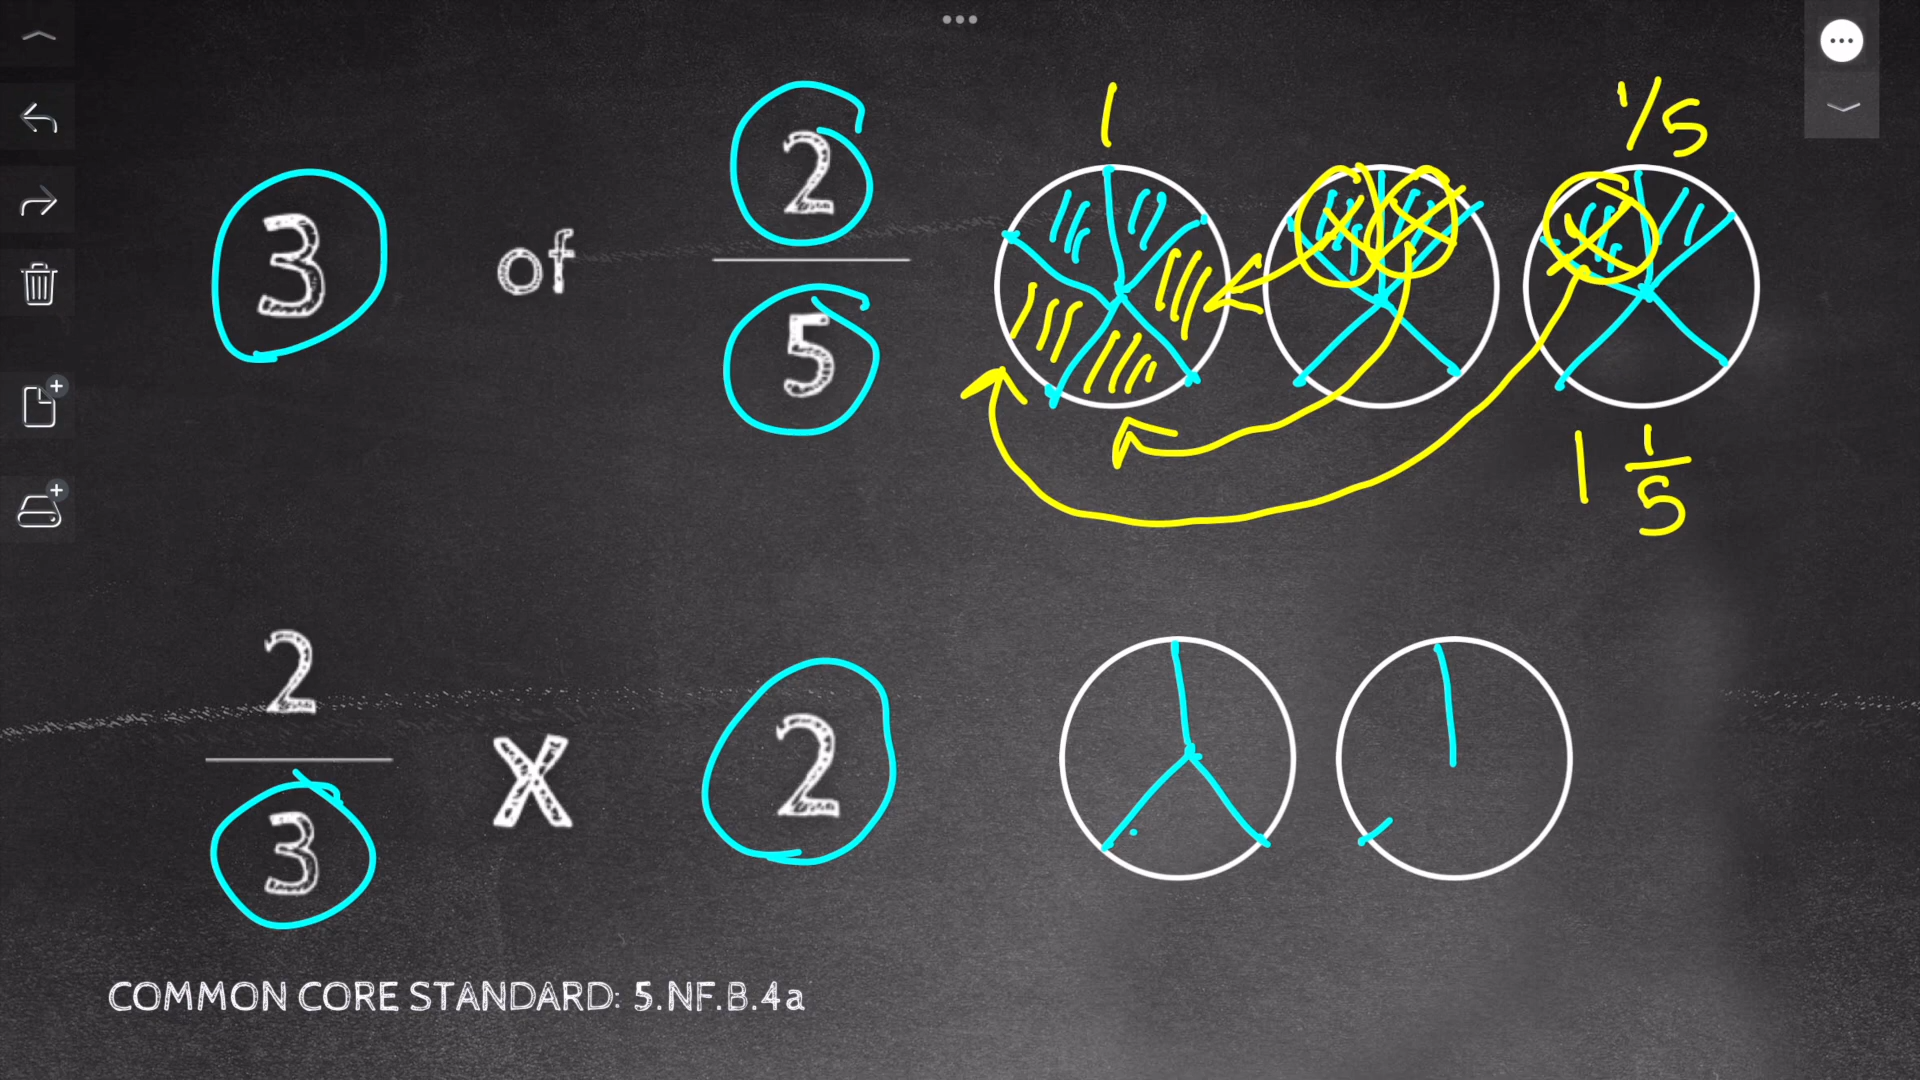 1
1/5
3 of 2/5
1 1/5
2/3 X 2
COMMON CORE STANDARD: 5.NF.B.4a